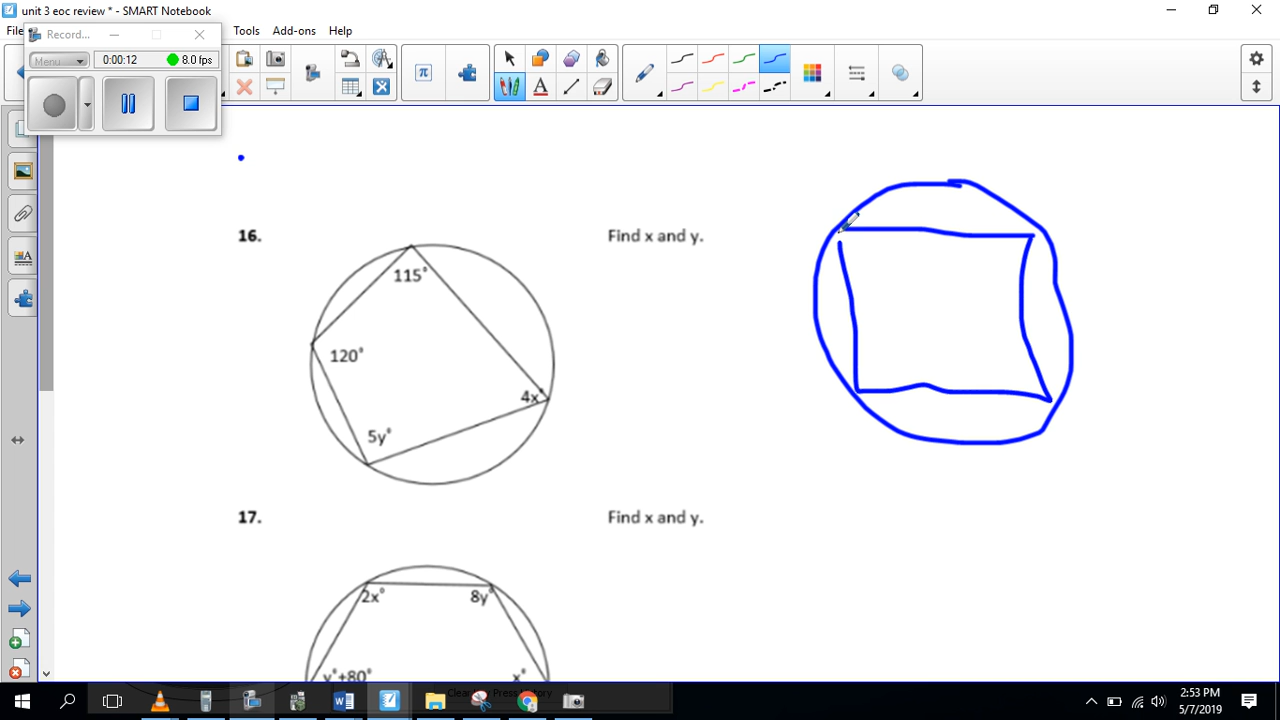 unit 3 eoc review * - SMART Notebook
Record...
File
Tools
Add-ons
Help
Menu
0:00:12
8.0 fps
16.
Find x and y.
115°
120°
4x°
5y°
17.
Find x and y.
2x°
8y°
y°+80°
x°
2:53 PM
5/7/2019